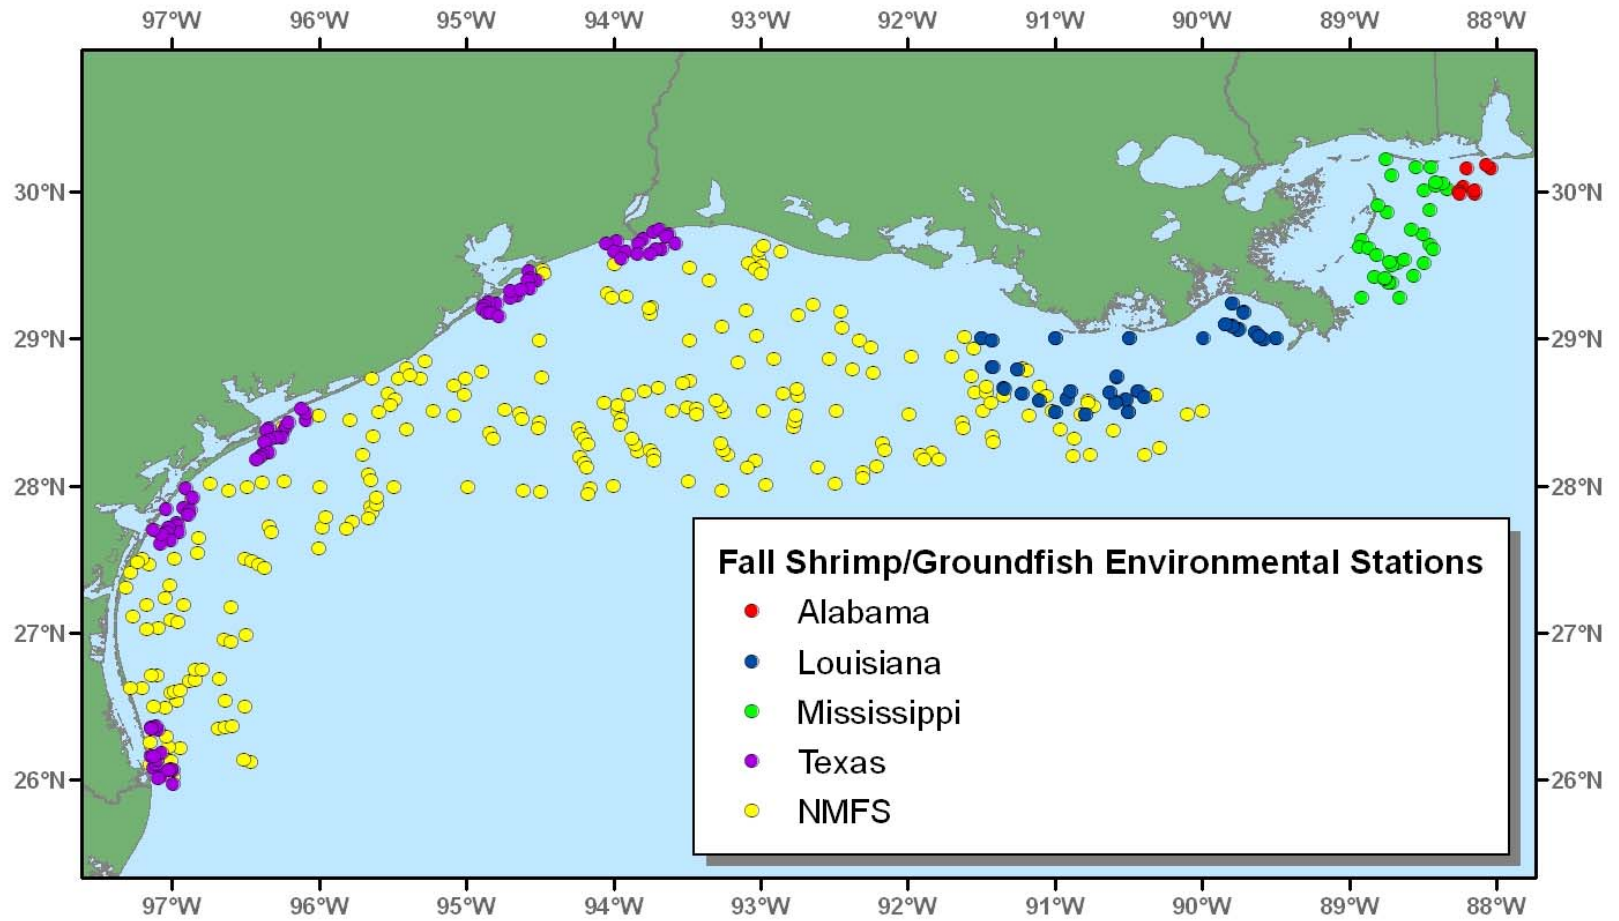 97°W 96°W 95°W 94°W 93°W 92°W 91°W 90°W 89°W 88°W
30°N 30°N
29°N 29°N
28°N 28°N
Fall Shrimp/Groundfish Environmental Stations
Alabama
27°N 27°N
Louisiana
Mississippi
Texas
26°N 26°N
NMFS
97°W 96°W 95°W 94°W 93°W 92°W 91°W 90°W 89°W 88°W